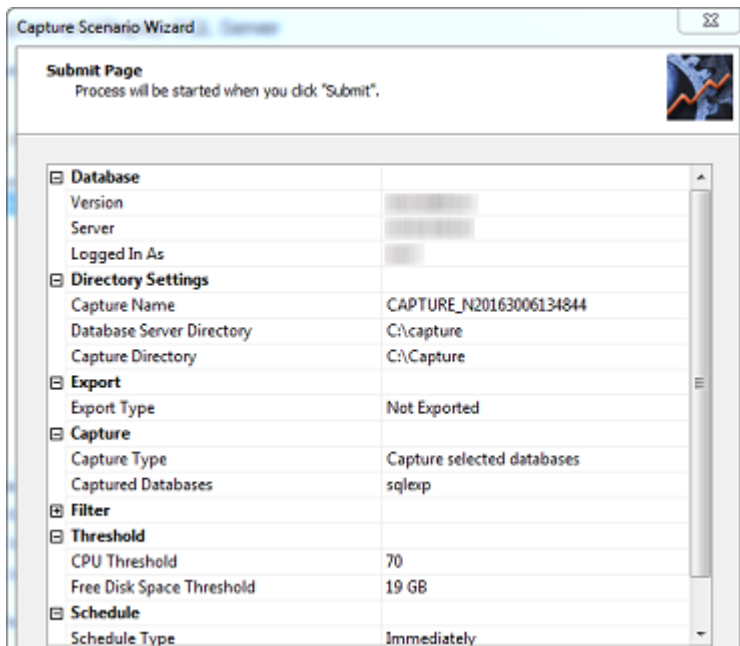 Capture Scenario Wizard
Submit Page
Process will be started when you click "Submit".
Database
Version
Server
Logged In As
Directory Settings
Capture Name CAPTURE_N20163006134844
Database Server Directory C:\capture
Capture Directory C:\Capture
Export
Export Type Not Exported
Capture
Capture Type Capture selected databases
Captured Databases sqlexp
Filter
Threshold
CPU Threshold 70
Free Disk Space Threshold 19 GB
Schedule
Schedule Type Immediately